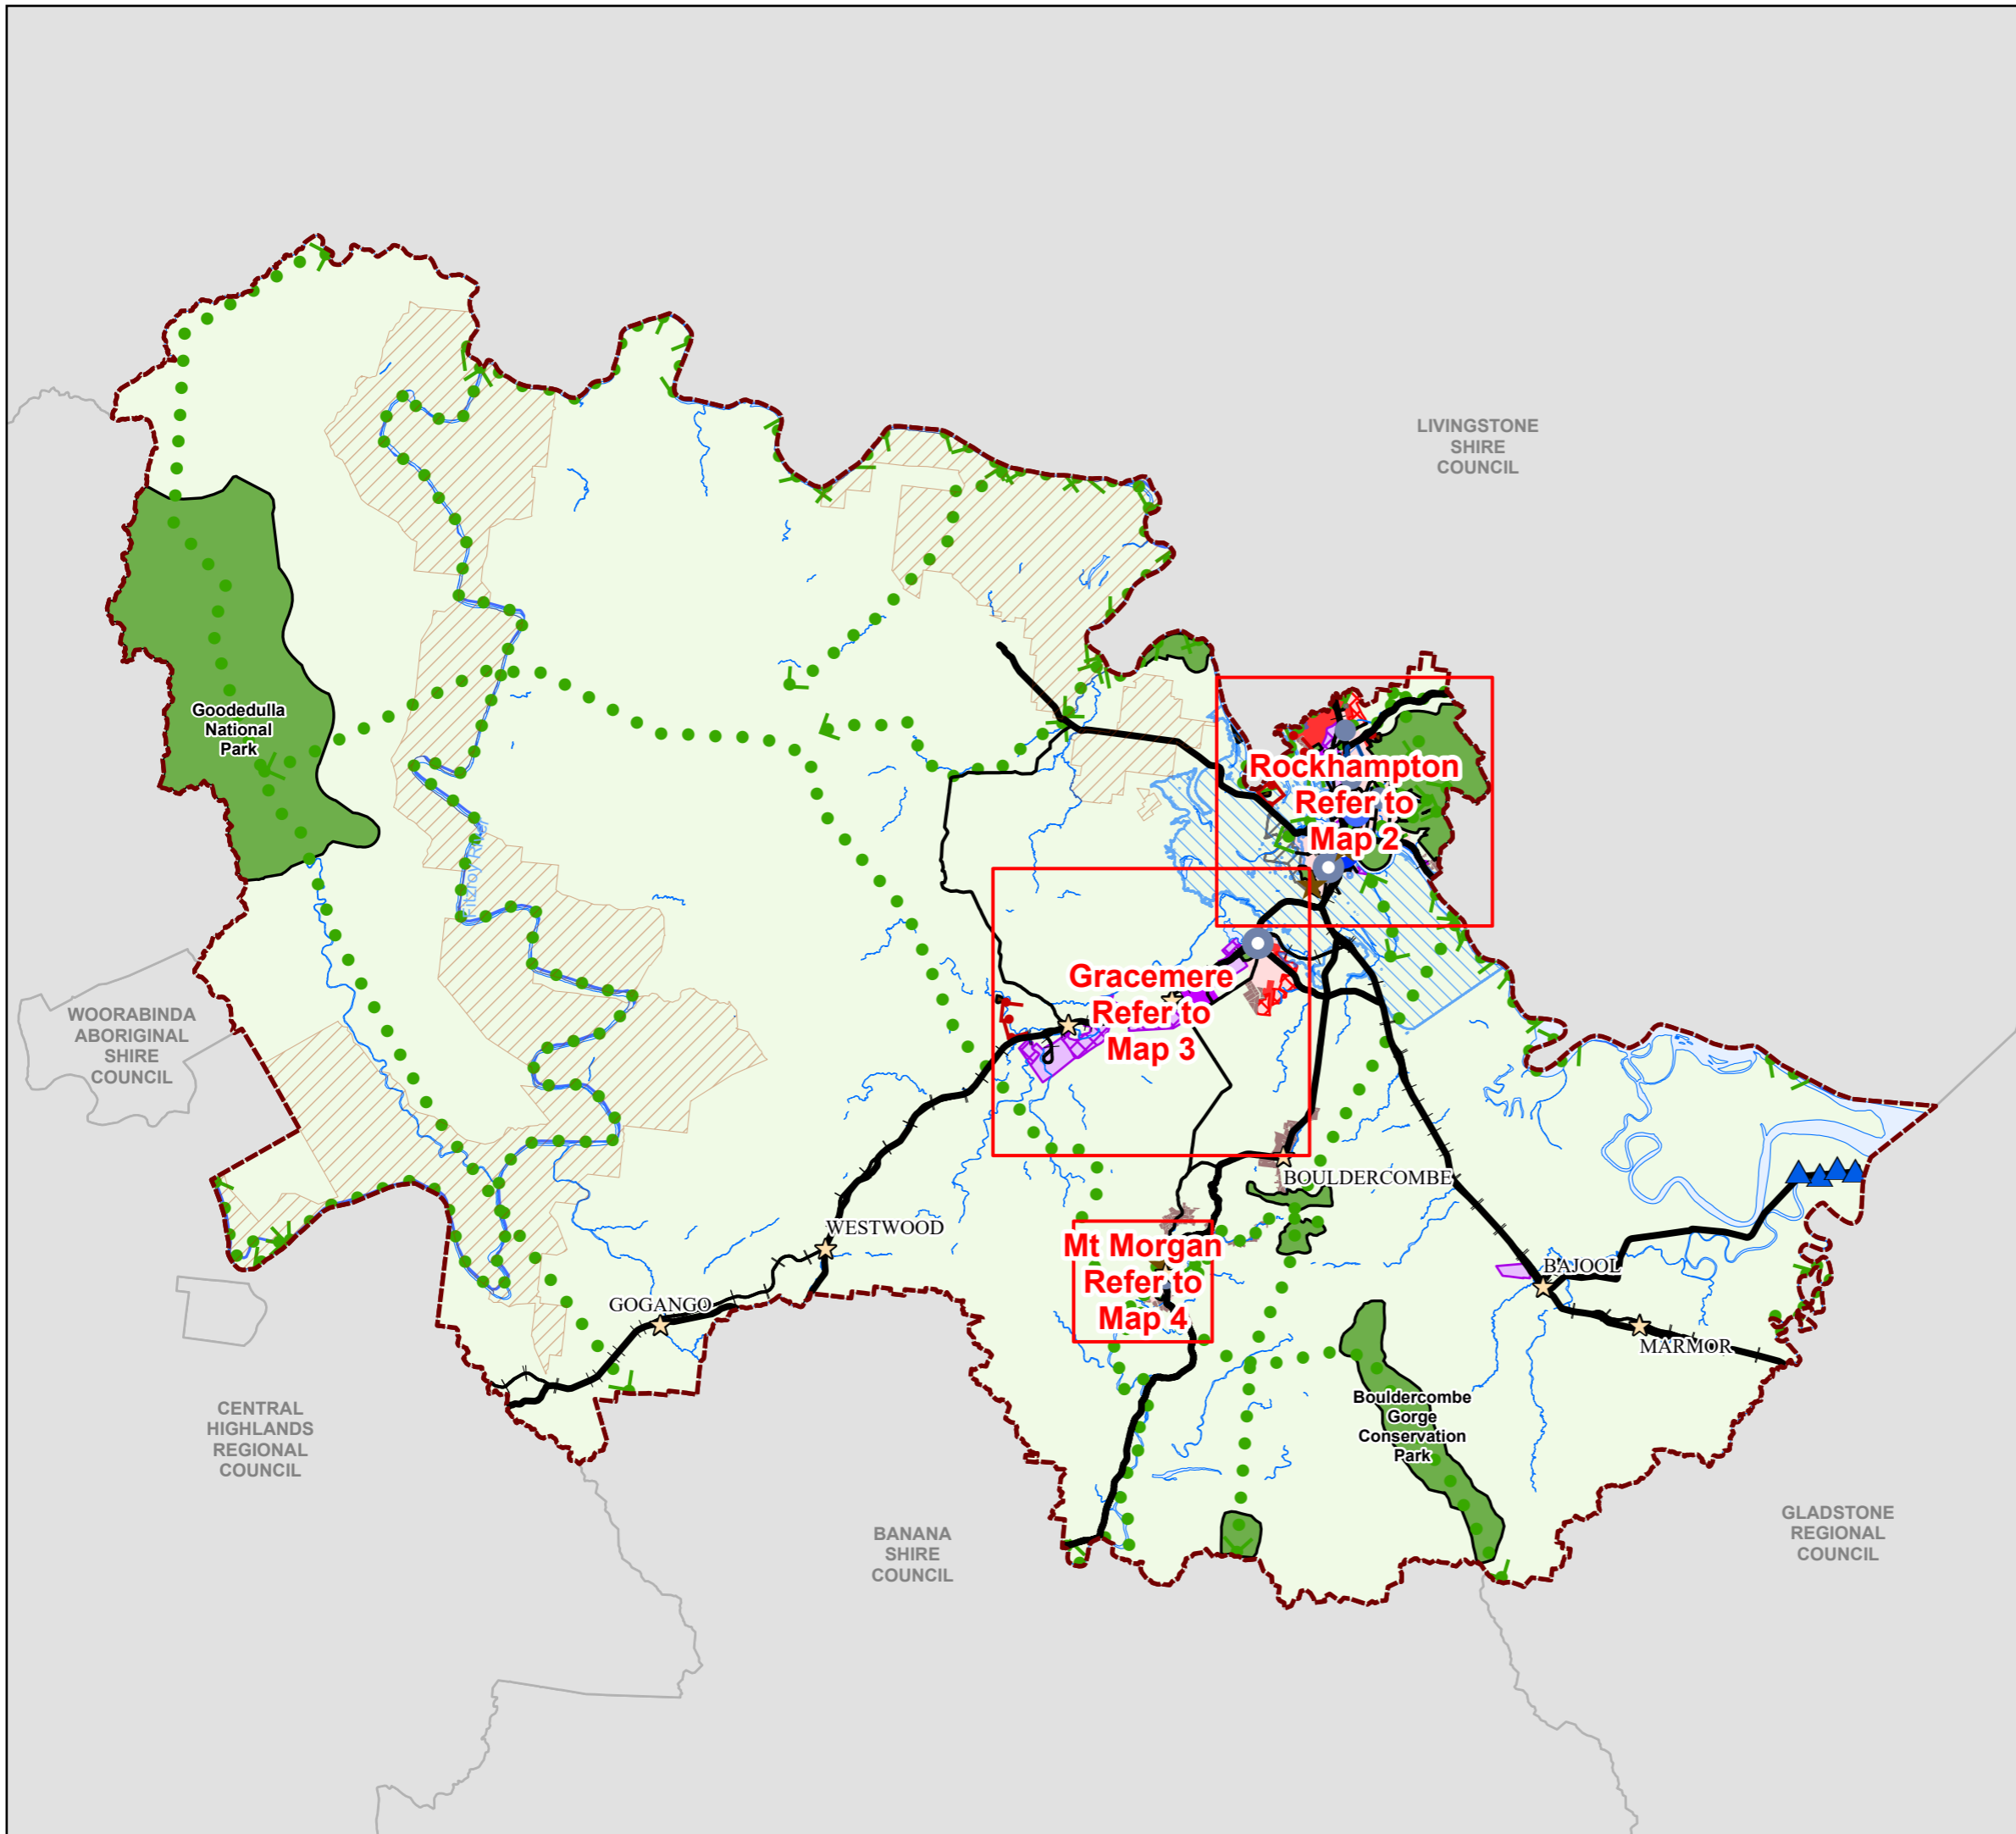 LIVINGSTONE
SHIRE
COUNCIL
Goodedulla
National
Park
Rockhampton
Refer to
Map 2
Fitzroy River
Gracemere
Refer to
Map 3
WOORABINDA
ABORIGINAL
SHIRE
COUNCIL
BOULDERCOMBE
WESTWOOD
Mt Morgan
Refer to
Map 4
BAJOOL
GOGANGO
MARMOR
Bouldercombe
Gorge
Conservation
Park
CENTRAL
HIGHLANDS
REGIONAL
COUNCIL
BANANA
SHIRE
COUNCIL
GLADSTONE
REGIONAL
COUNCIL